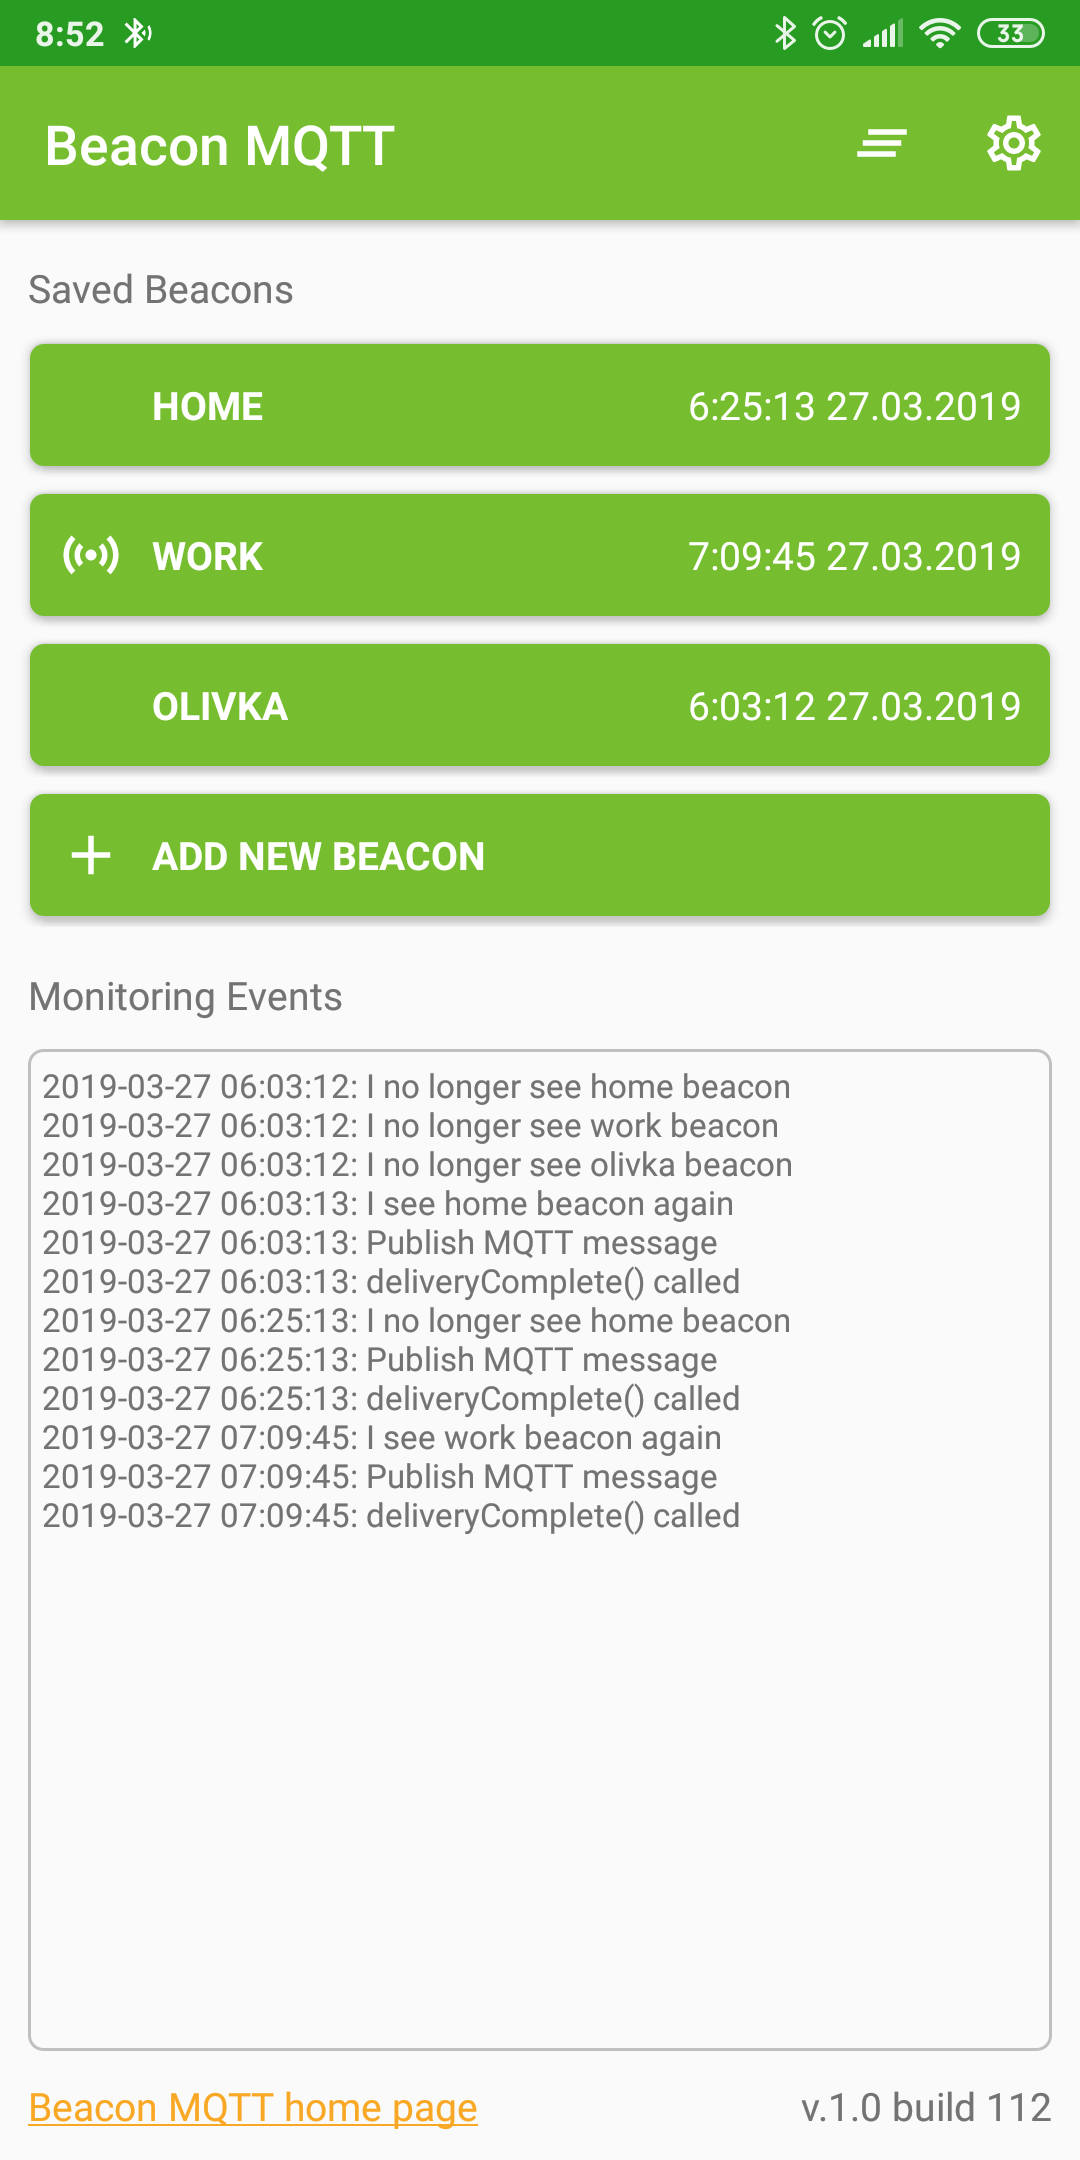 8:52
33
Beacon MQTT
Saved Beacons
HOME 6:25:13 27.03.2019
WORK 7:09:45 27.03.2019
OLIVKA 6:03:12 27.03.2019
ADD NEW BEACON
Monitoring Events
2019-03-27 06:03:12: I no longer see home beacon
2019-03-27 06:03:12: I no longer see work beacon
2019-03-27 06:03:12: I no longer see olivka beacon
2019-03-27 06:03:13: I see home beacon again
2019-03-27 06:03:13: Publish MQTT message
2019-03-27 06:03:13: deliveryComplete() called
2019-03-27 06:25:13: I no longer see home beacon
2019-03-27 06:25:13: Publish MQTT message
2019-03-27 06:25:13: deliveryComplete() called
2019-03-27 07:09:45: I see work beacon again
2019-03-27 07:09:45: Publish MQTT message
2019-03-27 07:09:45: deliveryComplete() called
Beacon MQTT home page v.1.0 build 112